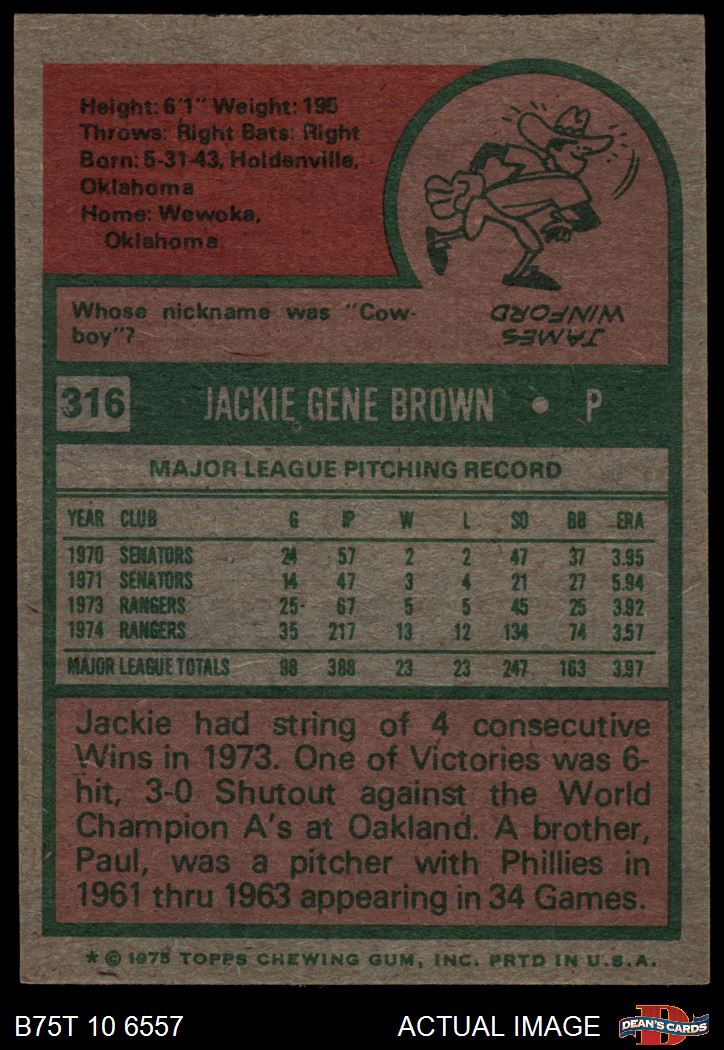 Height: 6'1" Weight: 195
Throws: Right Bats: Right
Born: 5-31-43, Holdenville,
Oklahoma
Home: Wewoka,
Oklahoma
Whose nickname was "Cow-
boy"?
JAMES
WINFORD
316 JACKIE GENE BROWN • P
MAJOR LEAGUE PITCHING RECORD
YEAR CLUB G IP W L SO BB ERA
1970 SENATORS 24 57 2 2 47 37 3.95
1971 SENATORS 14 47 3 4 21 27 5.94
1973 RANGERS 25 67 5 5 45 25 3.92
1974 RANGERS 35 217 13 12 134 74 3.57
MAJOR LEAGUE TOTALS 98 388 23 23 247 163 3.97
Jackie had string of 4 consecutive
Wins in 1973. One of Victories was 6-
hit, 3-0 Shutout against the World
Champion A's at Oakland. A brother,
Paul, was a pitcher with Phillies in
1961 thru 1963 appearing in 34 Games.
* © 1975 TOPPS CHEWING GUM, INC. PRTD IN U.S.A.
B75T 10 6557 ACTUAL IMAGE D DEAN'S CARDS